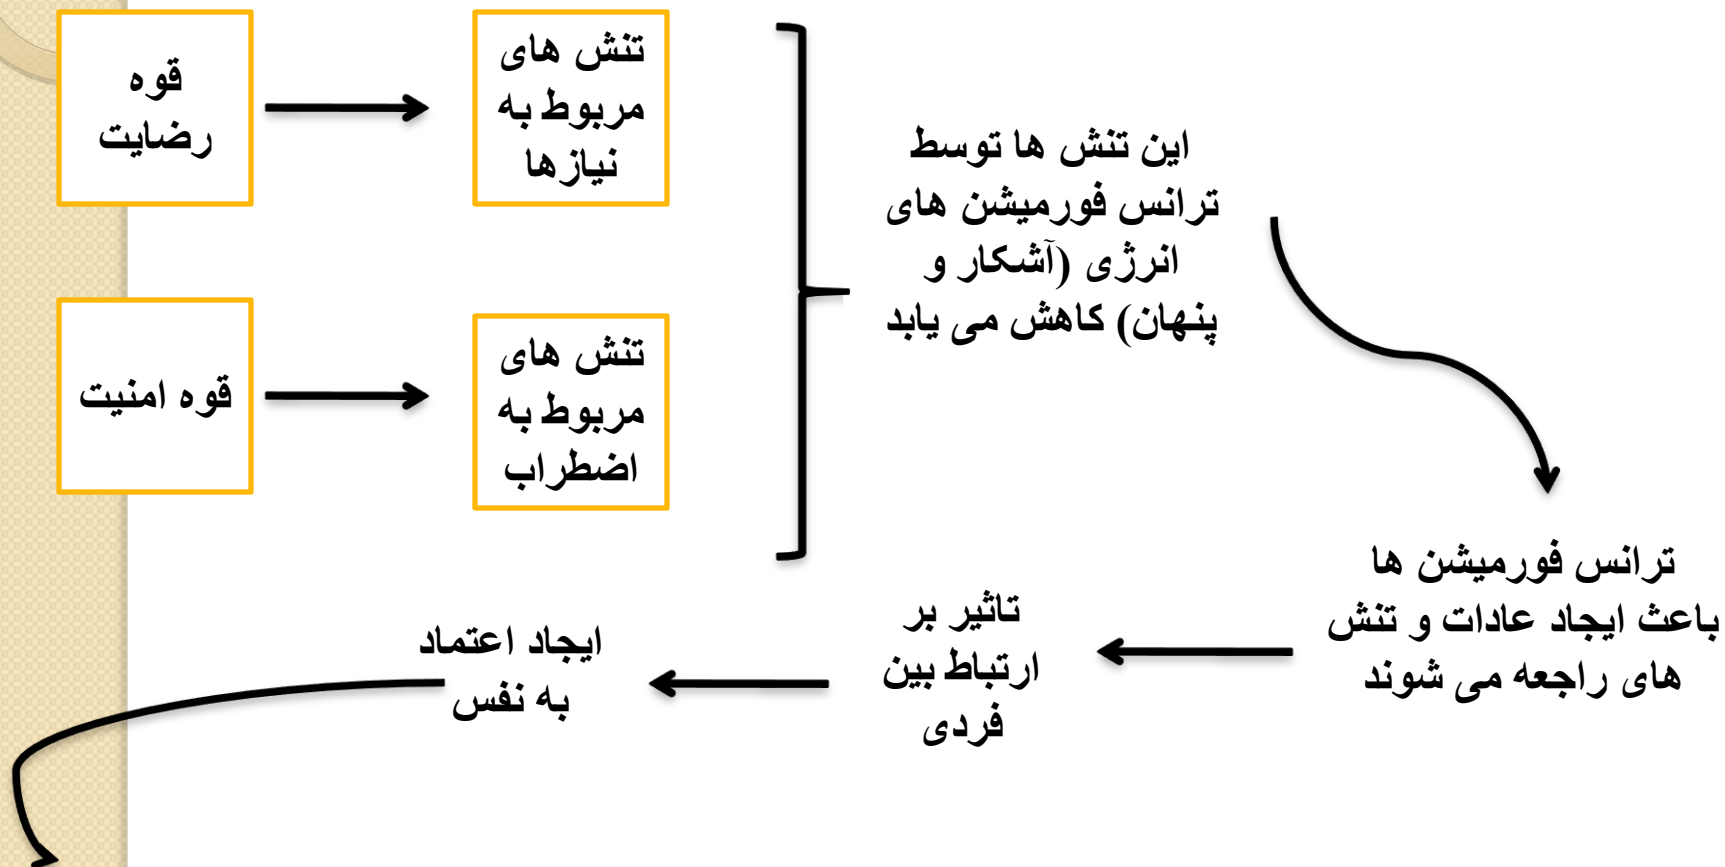 قوه
رضایت
تنش های
مربوط به
نیازها
قوه امنیت
تنش های
مربوط به
اضطراب
این تنش ها توسط
ترانس فورمیشن های
انرژی (آشکار و
پنهان) کاهش می یابد
ترانس فورمیشن ها
باعث ایجاد عادات و تنش
های راجعه می شوند
تاثیر بر
ارتباط بین
فردی
ایجاد اعتماد
به نفس